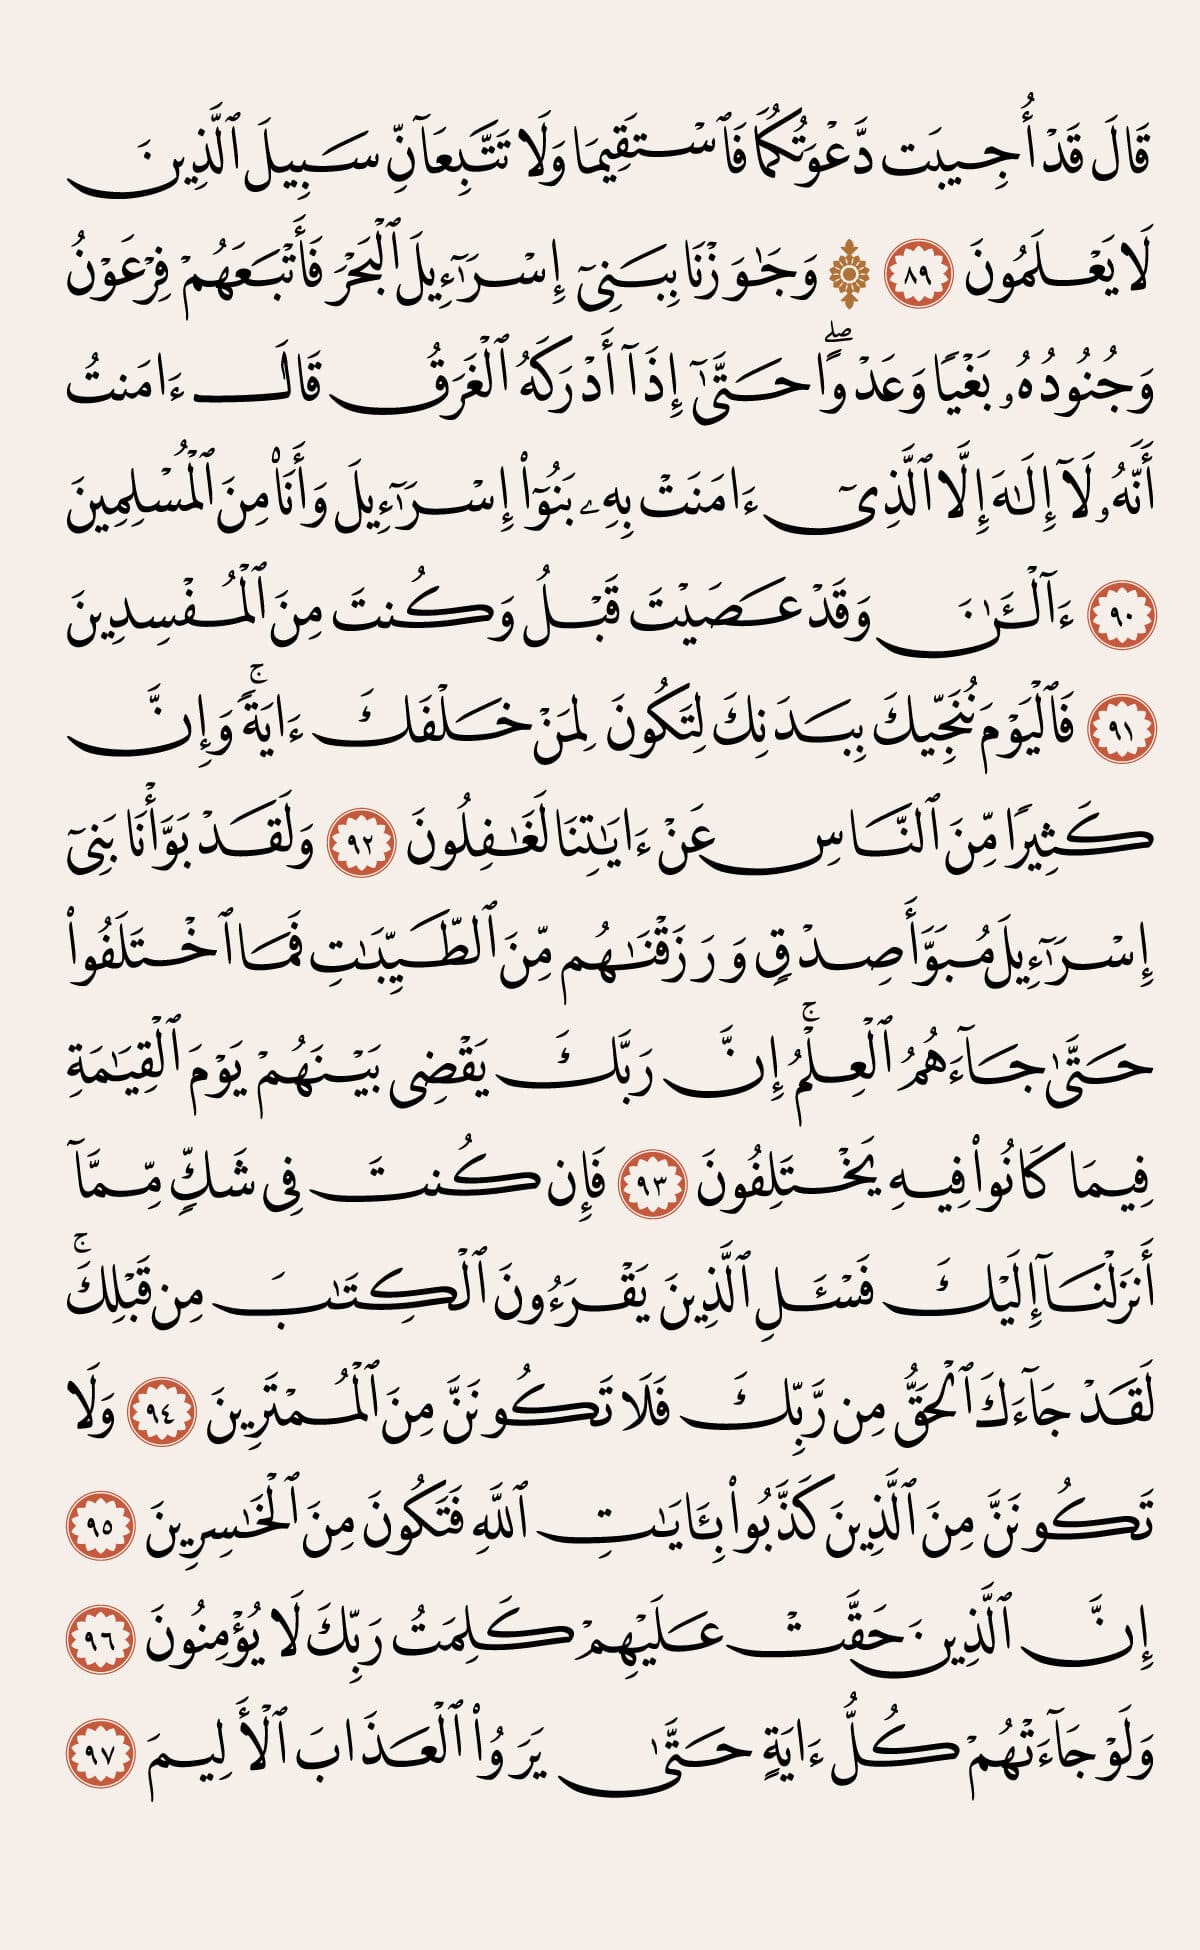 قَالَ قَدْ أُجِيبَت دَّعْوَتُكُمَا فَٱسْتَقِيمَا وَلَا تَتَّبِعَآنِّ سَبِيلَ ٱلَّذِينَ
لَا يَعْلَمُونَ ٨٩ ۞ وَجَٰوَزْنَا بِبَنِىٓ إِسْرَٰٓءِيلَ ٱلْبَحْرَ فَأَتْبَعَهُمْ فِرْعَوْنُ
وَجُنُودُهُۥ بَغْيًا وَعَدْوًا ۖ حَتَّىٰٓ إِذَآ أَدْرَكَهُ ٱلْغَرَقُ قَالَ ءَامَنتُ
أَنَّهُۥ لَآ إِلَٰهَ إِلَّا ٱلَّذِىٓ ءَامَنَتْ بِهِۦ بَنُوٓا۟ إِسْرَٰٓءِيلَ وَأَنَا۠ مِنَ ٱلْمُسْلِمِينَ
٩٠ ءَآلْـَٰٔنَ وَقَدْ عَصَيْتَ قَبْلُ وَكُنتَ مِنَ ٱلْمُفْسِدِينَ
٩١ فَٱلْيَوْمَ نُنَجِّيكَ بِبَدَنِكَ لِتَكُونَ لِمَنْ خَلْفَكَ ءَايَةً ۚ وَإِنَّ
كَثِيرًا مِّنَ ٱلنَّاسِ عَنْ ءَايَٰتِنَا لَغَٰفِلُونَ ٩٢ وَلَقَدْ بَوَّأْنَا بَنِىٓ
إِسْرَٰٓءِيلَ مُبَوَّأَ صِدْقٍ وَرَزَقْنَٰهُم مِّنَ ٱلطَّيِّبَٰتِ فَمَا ٱخْتَلَفُوا۟
حَتَّىٰ جَآءَهُمُ ٱلْعِلْمُ ۚ إِنَّ رَبَّكَ يَقْضِى بَيْنَهُمْ يَوْمَ ٱلْقِيَٰمَةِ
فِيمَا كَانُوا۟ فِيهِ يَخْتَلِفُونَ ٩٣ فَإِن كُنتَ فِى شَكٍّ مِّمَّآ
أَنزَلْنَآ إِلَيْكَ فَسْـَٔلِ ٱلَّذِينَ يَقْرَءُونَ ٱلْكِتَٰبَ مِن قَبْلِكَ ۚ
لَقَدْ جَآءَكَ ٱلْحَقُّ مِن رَّبِّكَ فَلَا تَكُونَنَّ مِنَ ٱلْمُمْتَرِينَ ٩٤ وَلَا
تَكُونَنَّ مِنَ ٱلَّذِينَ كَذَّبُوا۟ بِـَٔايَٰتِ ٱللَّهِ فَتَكُونَ مِنَ ٱلْخَٰسِرِينَ ٩٥
إِنَّ ٱلَّذِينَ حَقَّتْ عَلَيْهِمْ كَلِمَتُ رَبِّكَ لَا يُؤْمِنُونَ ٩٦
وَلَوْ جَآءَتْهُمْ كُلُّ ءَايَةٍ حَتَّىٰ يَرَوُا۟ ٱلْعَذَابَ ٱلْأَلِيمَ ٩٧